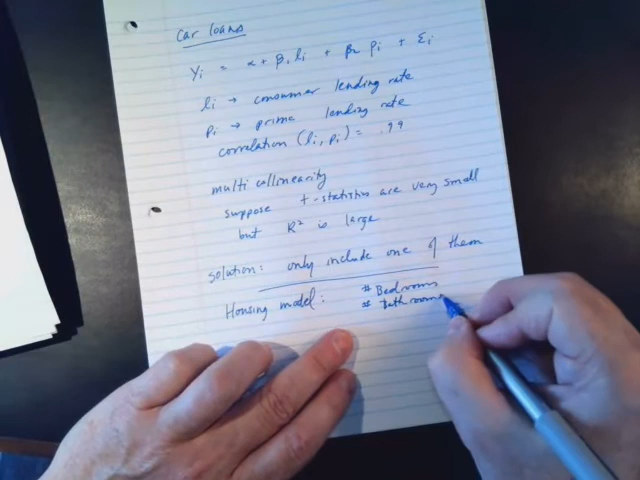 Car loans
Yi = α + β1 li + β2 pi + Σi
li → consumer lending rate
pi → prime lending rate
correlation (li, pi) = .99
multicollinearity
suppose t-statistics are very small
but R² is large
solution: only include one of them
Housing model: # Bedrooms
# Bathrooms